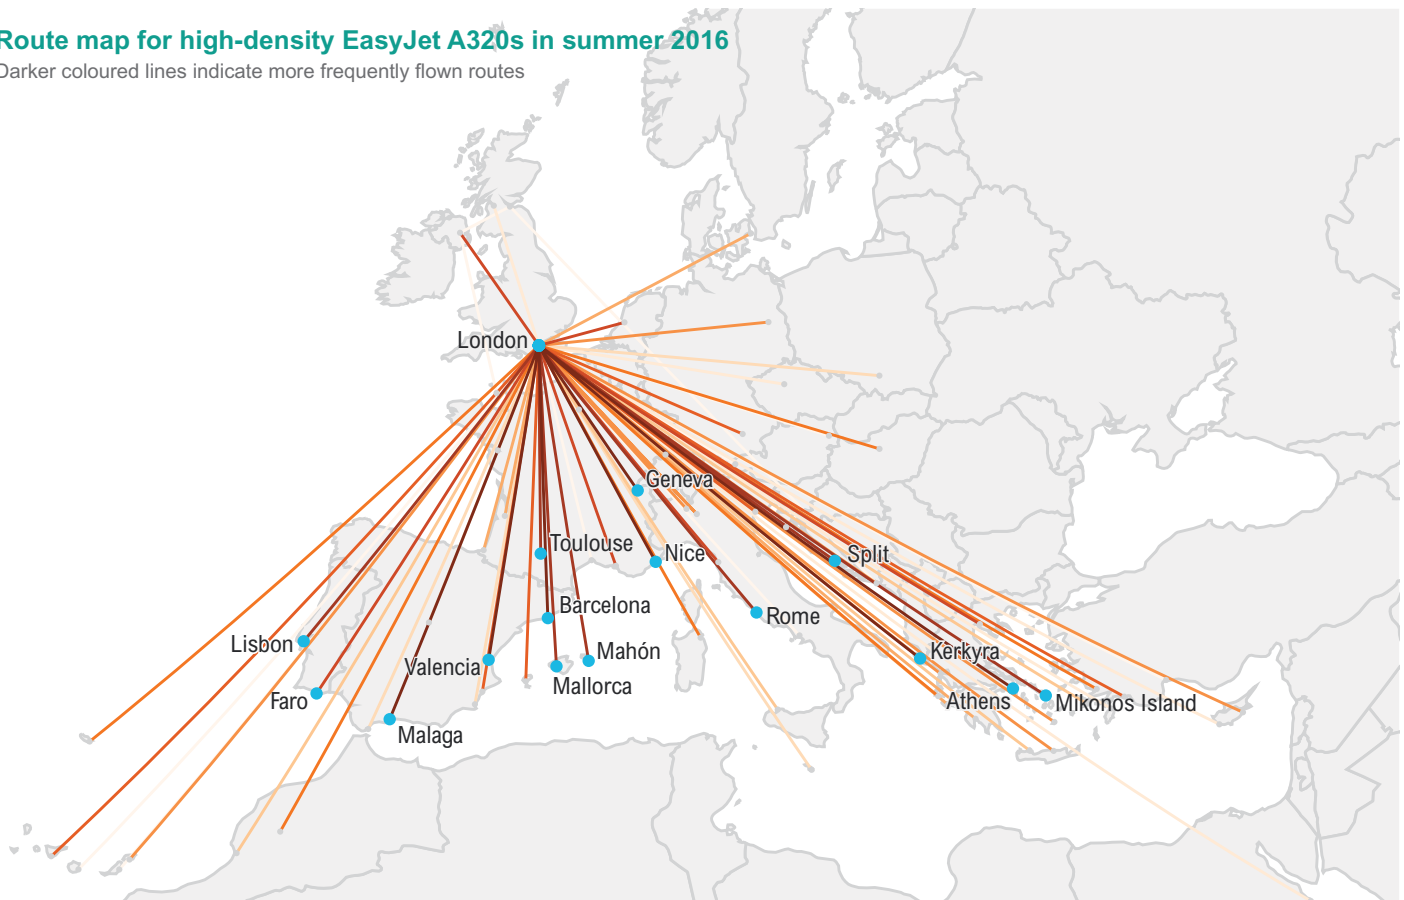 Route map for high-density EasyJet A320s in summer 2016
Darker coloured lines indicate more frequently flown routes
London
Geneva
Toulouse
Nice
Split
Barcelona
Rome
Lisbon
Mahón
Kerkyra
Valencia
Mallorca
Faro
Athens
Mikonos Island
Malaga